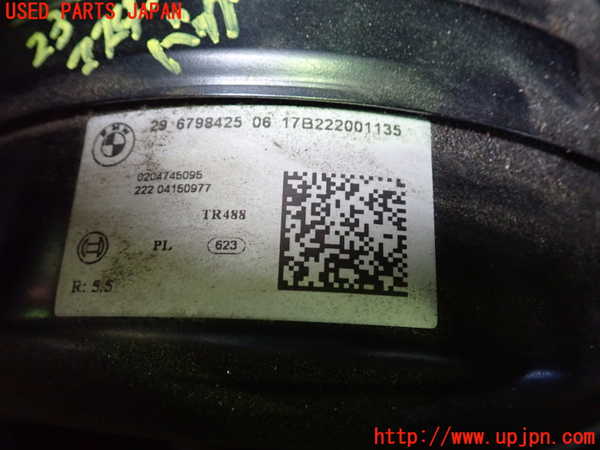 USED PARTS JAPAN
BMW
29 6798425 06 17B222001135
0204745095
222 04150977
TR488
PL 623
R: 5.5
http://www.upjpn.com/